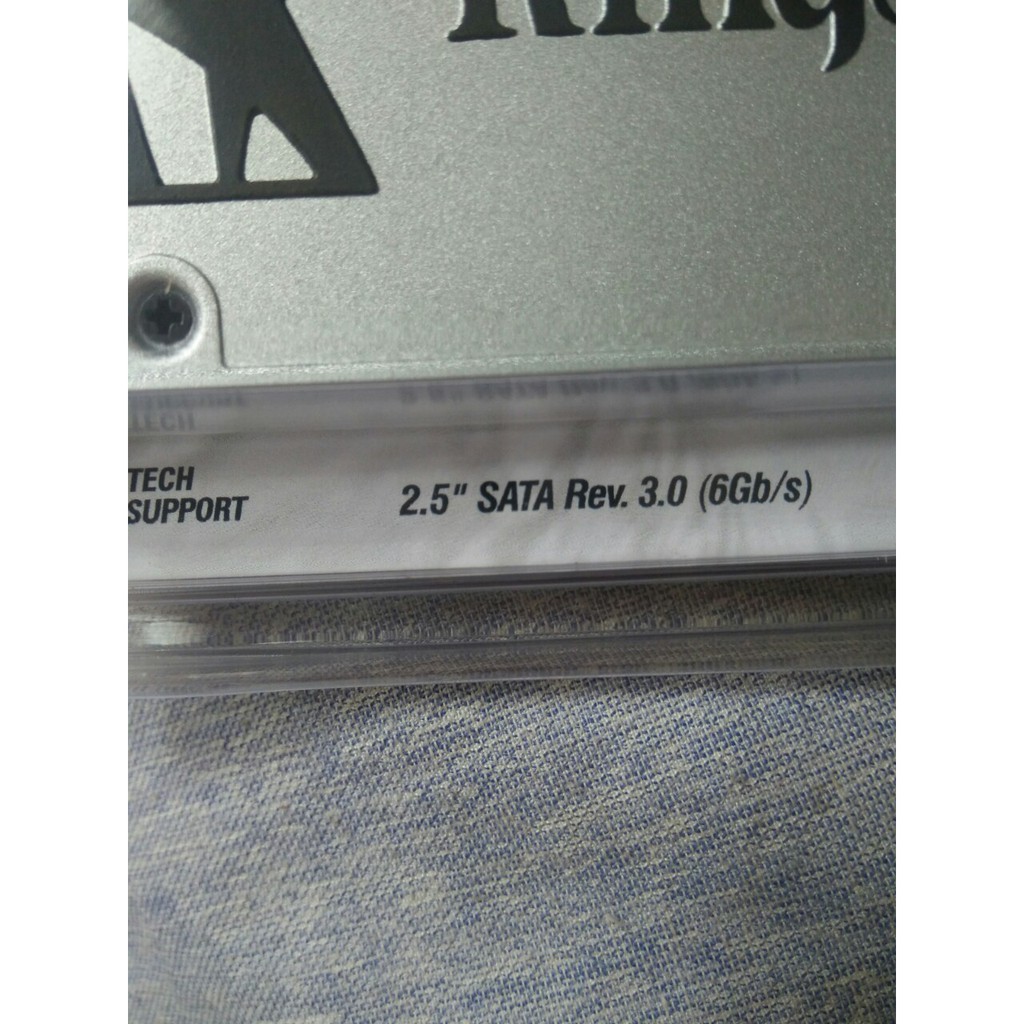 TECH
SUPPORT
2.5" SATA Rev. 3.0 (6Gb/s)